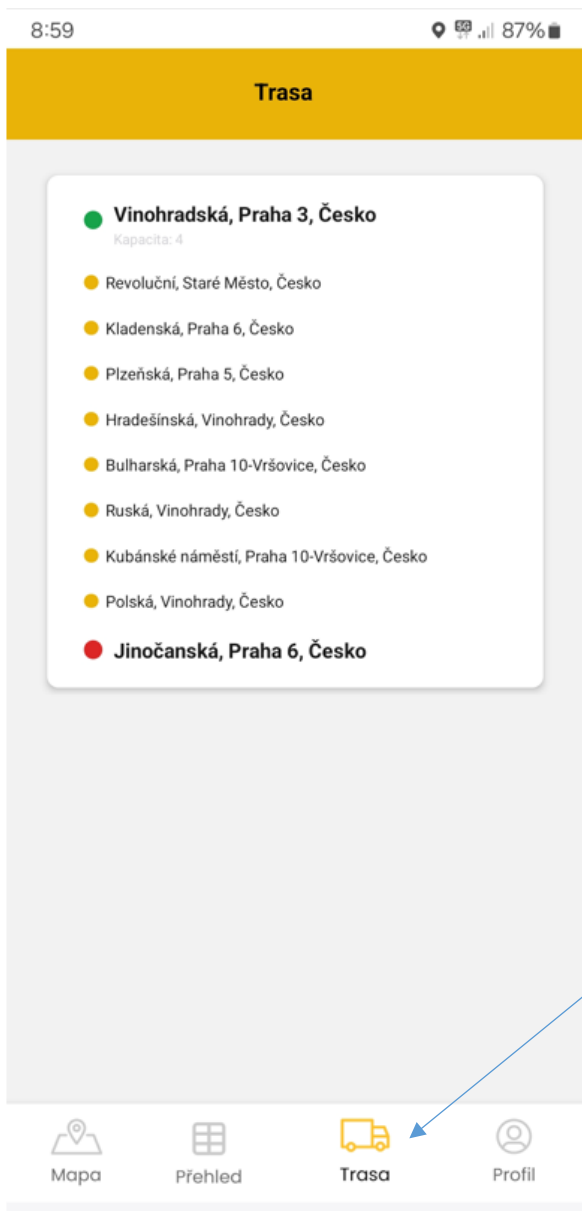 8:59 5G 87%
Trasa
Vinohradská, Praha 3, Česko
Kapacita: 4
Revoluční, Staré Město, Česko
Kladenská, Praha 6, Česko
Plzeňská, Praha 5, Česko
Hradešínská, Vinohrady, Česko
Bulharská, Praha 10-Vršovice, Česko
Ruská, Vinohrady, Česko
Kubánské náměstí, Praha 10-Vršovice, Česko
Polská, Vinohrady, Česko
Jinočanská, Praha 6, Česko
Mapa Přehled Trasa Profil